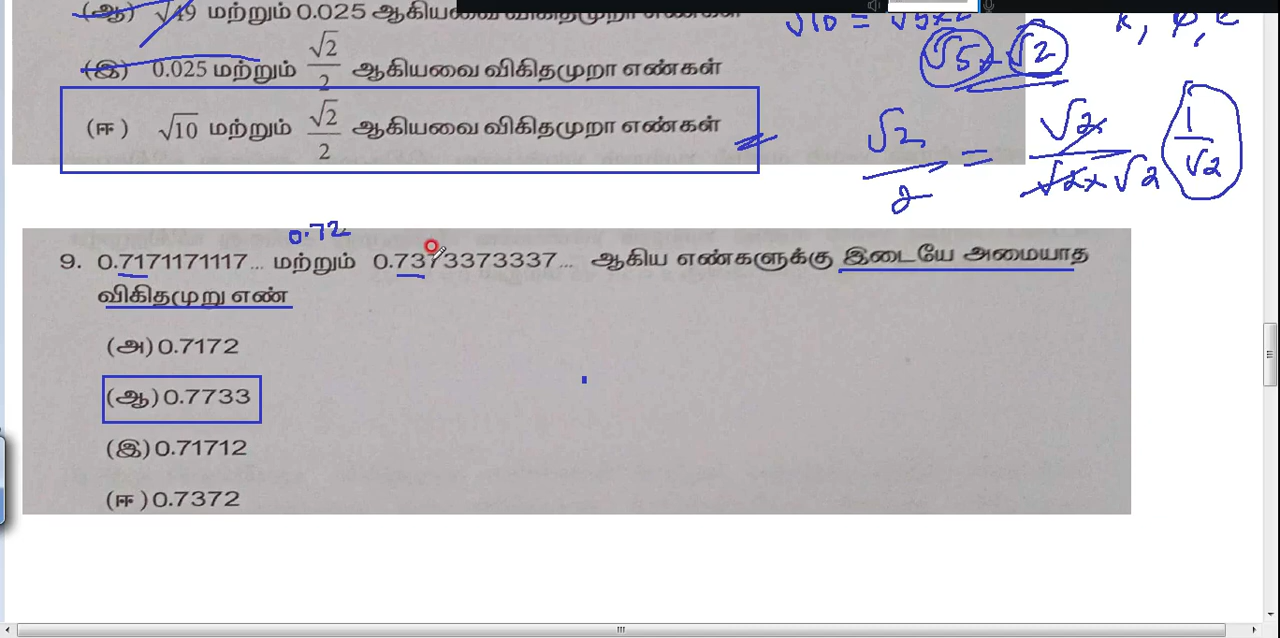 (ஆ) √49 மற்றும் 0.025 ஆகியவை விகிதமுறா எண்கள்
√10 = √5×2
√5 × √2
(இ) 0.025 மற்றும் √2/2 ஆகியவை விகிதமுறா எண்கள்
(ஈ) √10 மற்றும் √2/2 ஆகியவை விகிதமுறா எண்கள்
√2/2 = √2/√2×√2 1/√2
0.72
9. 0.7171171117... மற்றும் 0.7373373337... ஆகிய எண்களுக்கு இடையே அமையாத
விகிதமுறு எண்
(அ) 0.7172
(ஆ) 0.7733
(இ) 0.71712
(ஈ) 0.7372